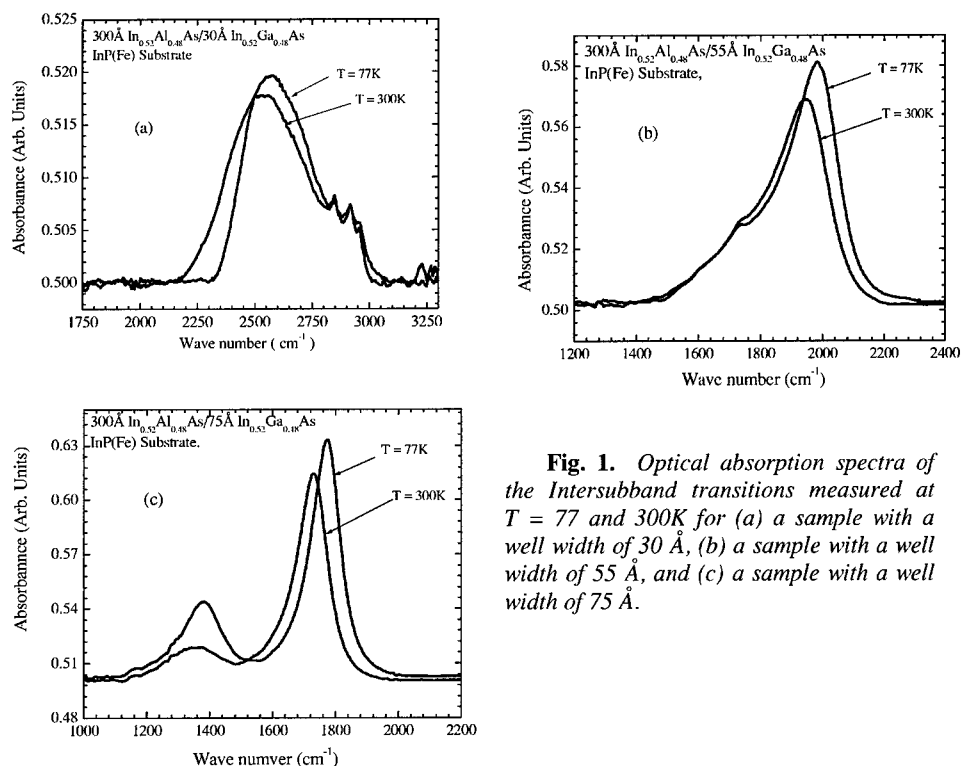 0.525
300Å In0.52Al0.48As/30Å In0.52Ga0.48As
InP(Fe) Substrate
0.520
T = 77K
T = 300K
0.515
(a)
0.510
0.505
0.500
1750 2000 2250 2500 2750 3000 3250
Wave number ( cm-1 )
Absorbannce (Arb. Units)
300Å In0.52Al0.48As/55Å In0.52Ga0.48As
0.58
InP(Fe) Substrate,
T = 77K
T = 300K
0.56
(b)
0.54
0.52
0.50
1200 1400 1600 1800 2000 2200 2400
Wave number (cm-1)
Absorbannce (Arb. Units)
300Å In0.52Al0.48As/75Å In0.52Ga0.48As
InP(Fe) Substrate.
0.63
T = 77K
T = 300K
0.60
(c)
0.57
0.54
0.51
0.48
1000 1200 1400 1600 1800 2000 2200
Wave numver (cm-1)
Absorbannce (Arb. Units)
Fig. 1. Optical absorption spectra of
the Intersubband transitions measured at
T = 77 and 300K for (a) a sample with a
well width of 30 Å, (b) a sample with a well
width of 55 Å, and (c) a sample with a well
width of 75 Å.